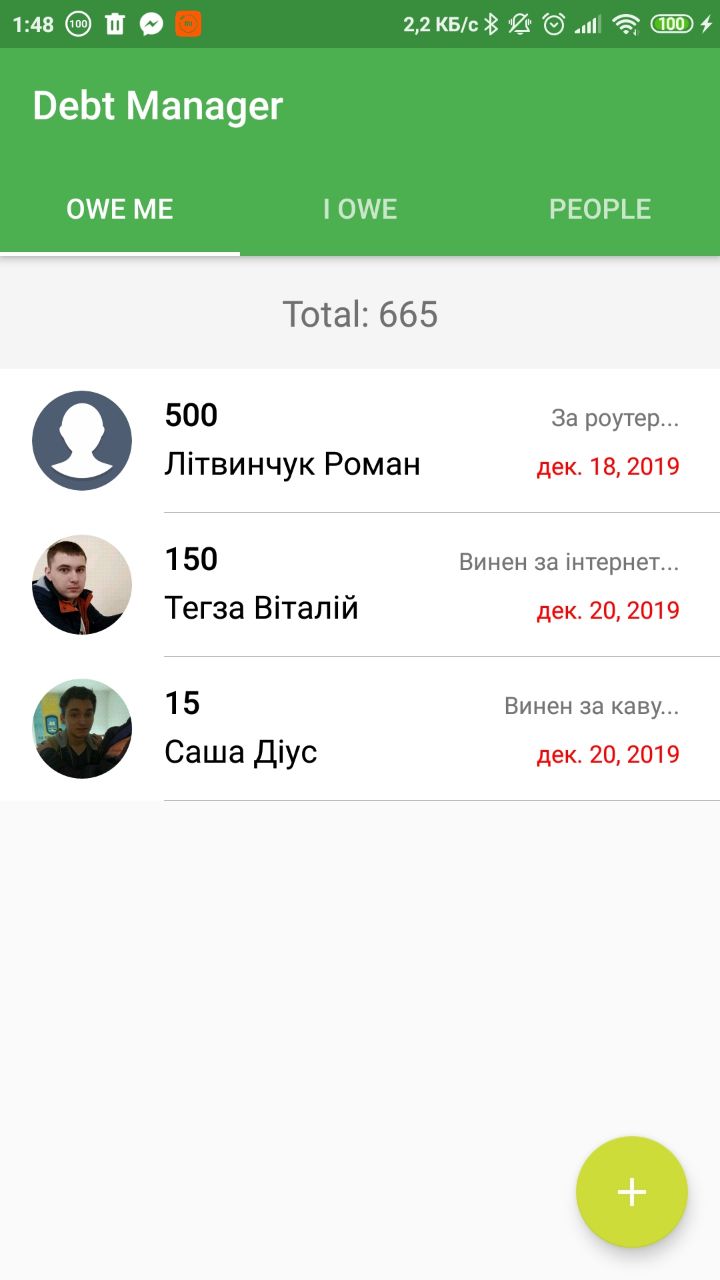 1:48 100 2,2 КБ/с 100
Debt Manager
OWE ME I OWE PEOPLE
Total: 665
500 За роутер...
Літвинчук Роман дек. 18, 2019
150 Винен за інтернет...
Тегза Віталій дек. 20, 2019
15 Винен за каву...
Саша Діус дек. 20, 2019